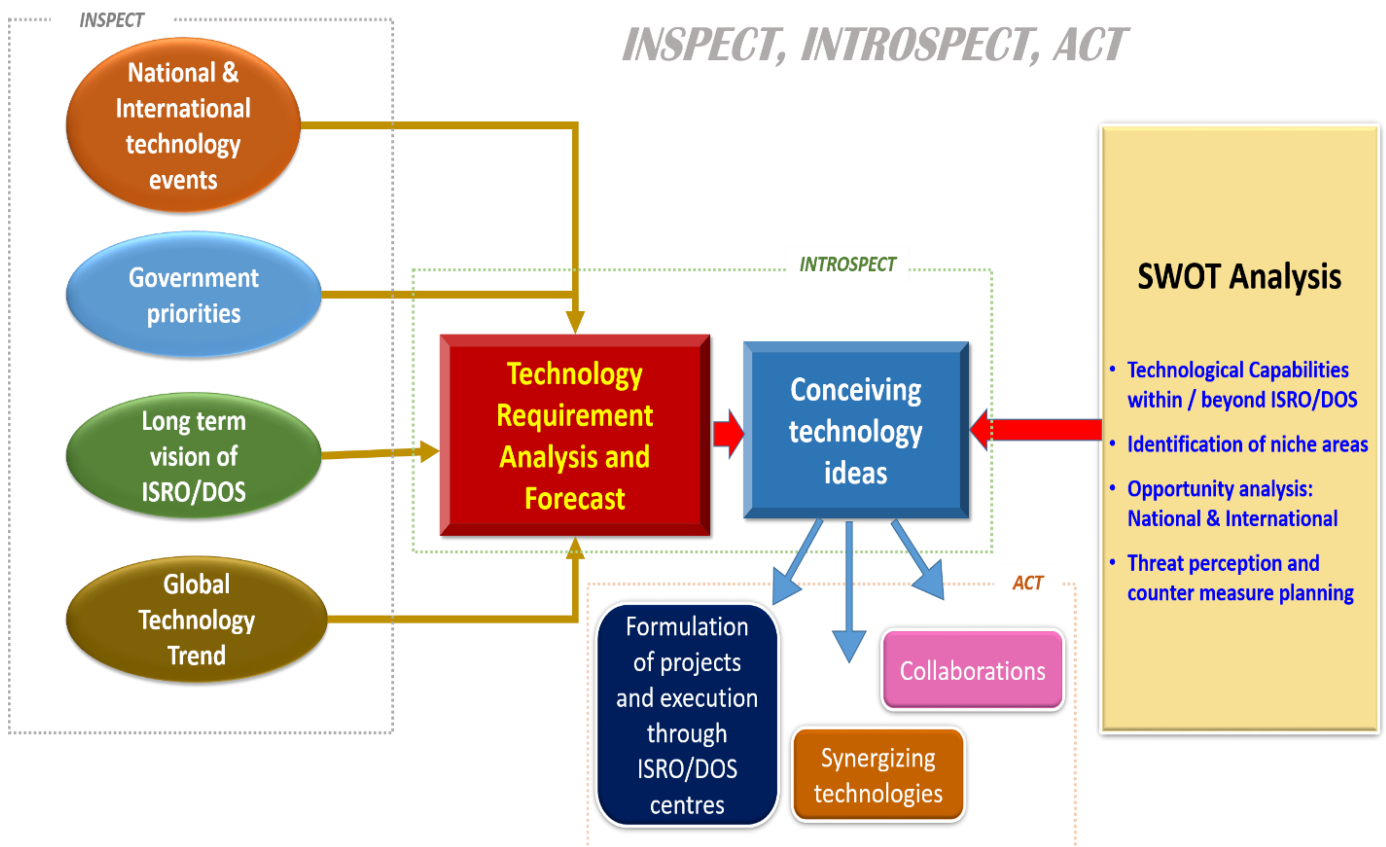 INSPECT
INSPECT, INTROSPECT, ACT
National &
International
technology
events
Government
priorities
Long term
vision of
ISRO/DOS
Global
Technology
Trend
INTROSPECT
Technology
Requirement
Analysis and
Forecast
Conceiving
technology
ideas
ACT
Formulation
of projects
and execution
through
ISRO/DOS
centres
Synergizing
technologies
Collaborations
SWOT Analysis
• Technological Capabilities
within / beyond ISRO/DOS
• Identification of niche areas
• Opportunity analysis:
National & International
• Threat perception and
counter measure planning